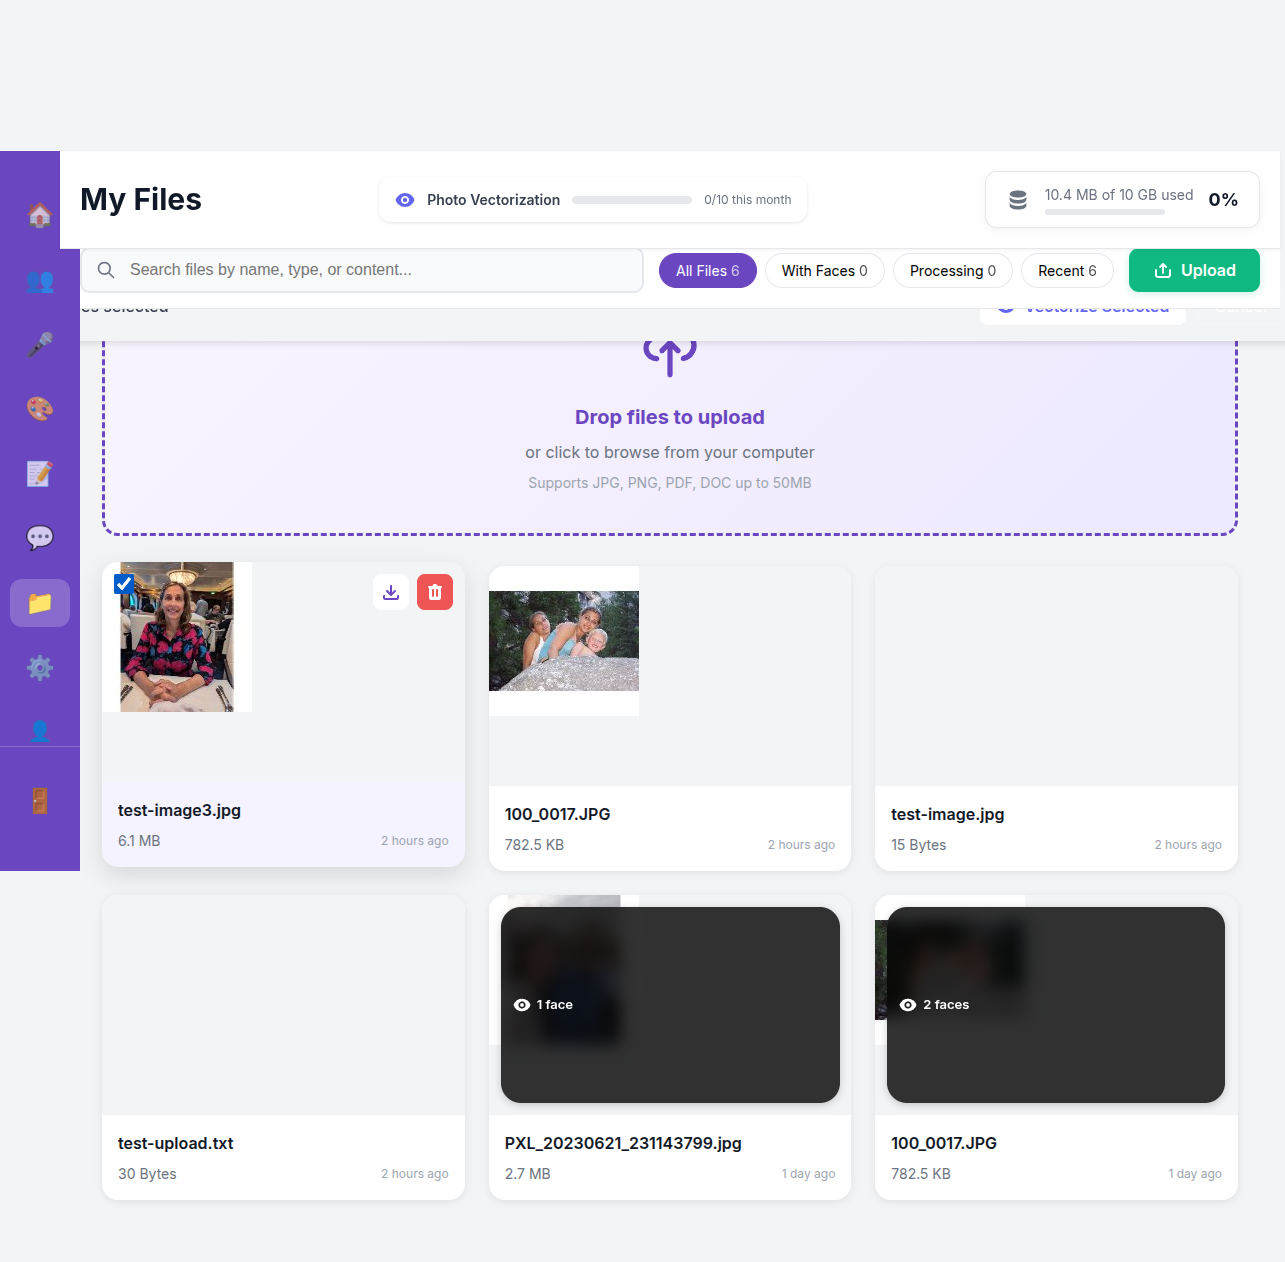 My Files
Photo Vectorization
0/10 this month
10.4 MB of 10 GB used
0%
Search files by name, type, or content...
All Files 6
With Faces 0
Processing 0
Recent 6
Upload
selected
Vectorize Selected
Drop files to upload
or click to browse from your computer
Supports JPG, PNG, PDF, DOC up to 50MB
test-image3.jpg
6.1 MB
2 hours ago
100_0017.JPG
782.5 KB
2 hours ago
test-image.jpg
15 Bytes
2 hours ago
test-upload.txt
30 Bytes
2 hours ago
1 face
PXL_20230621_231143799.jpg
2.7 MB
1 day ago
2 faces
100_0017.JPG
782.5 KB
1 day ago